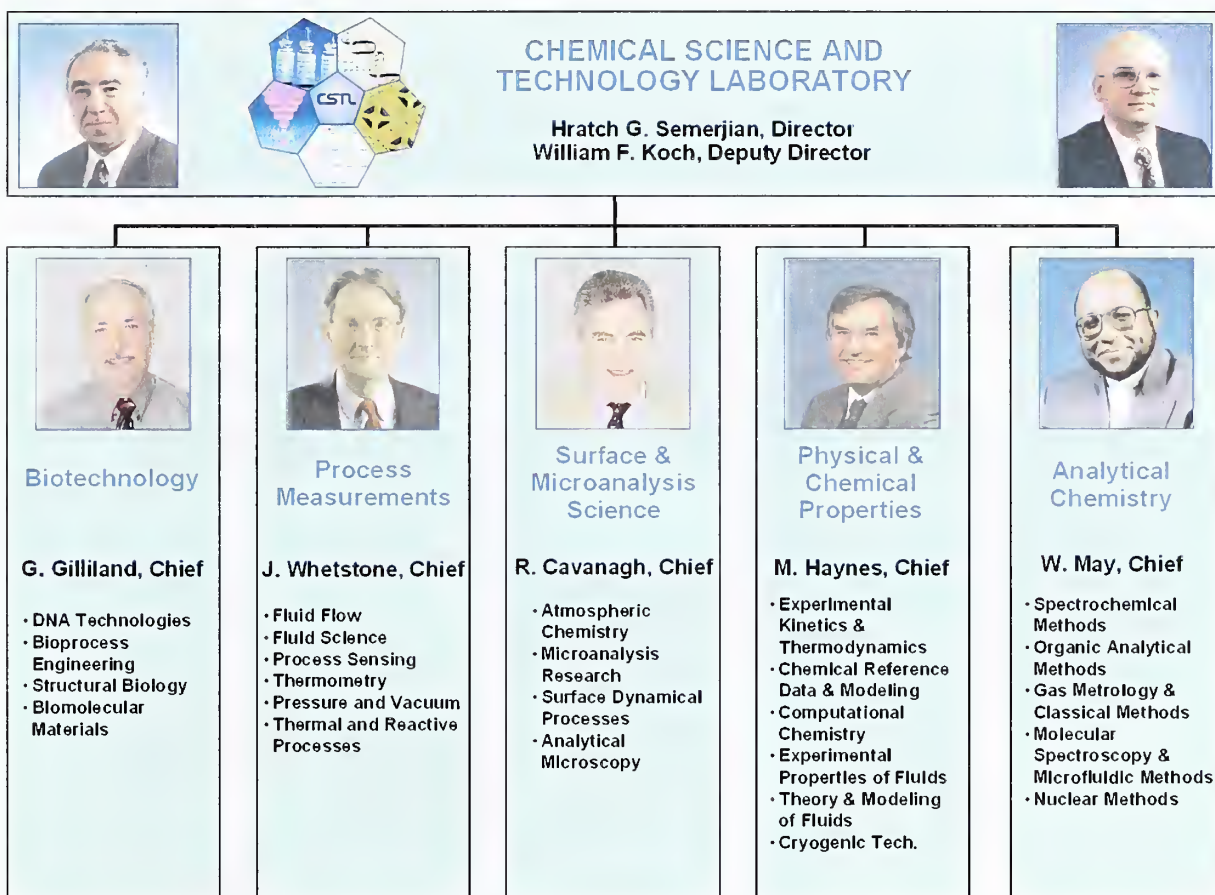 CSTL
CHEMICAL SCIENCE AND
TECHNOLOGY LABORATORY
Hratch G. Semerjian, Director
William F. Koch, Deputy Director
Biotechnology
G. Gilliland, Chief
· DNA Technologies
· Bioprocess
Engineering
· Structural Biology
· Biomolecular
Materials
Process
Measurements
J. Whetstone, Chief
· Fluid Flow
· Fluid Science
· Process Sensing
· Thermometry
· Pressure and Vacuum
· Thermal and Reactive
Processes
Surface &
Microanalysis
Science
R. Cavanagh, Chief
· Atmospheric
Chemistry
· Microanalysis
Research
· Surface Dynamical
Processes
· Analytical
Microscopy
Physical &
Chemical
Properties
M. Haynes, Chief
· Experimental
Kinetics &
Thermodynamics
· Chemical Reference
Data & Modeling
· Computational
Chemistry
· Experimental
Properties of Fluids
· Theory & Modeling
of Fluids
· Cryogenic Tech.
Analytical
Chemistry
W. May, Chief
· Spectrochemical
Methods
· Organic Analytical
Methods
· Gas Metrology &
Classical Methods
· Molecular
Spectroscopy &
Microfluidic Methods
· Nuclear Methods